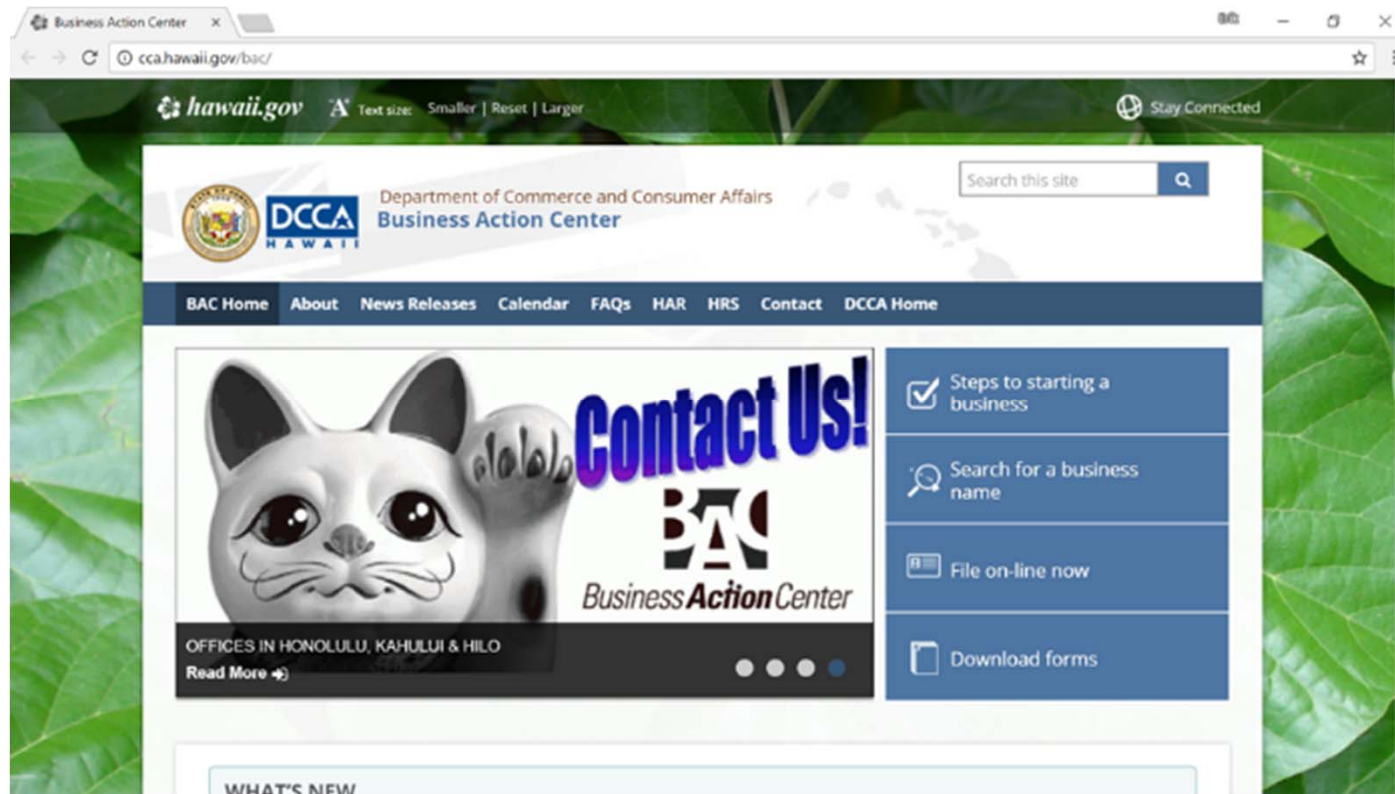 Business Action Center
cca.hawaii.gov/bac/
hawaii.gov A Text size: Smaller | Reset | Larger Stay Connected
Search this site
Department of Commerce and Consumer Affairs
DCCA Business Action Center
HAWAII
BAC Home About News Releases Calendar FAQs HAR HRS Contact DCCA Home
Contact Us!
BAC
Business Action Center
OFFICES IN HONOLULU, KAHULUI & HILO
Read More
Steps to starting a
business
Search for a business
name
File on-line now
Download forms
WHAT'S NEW